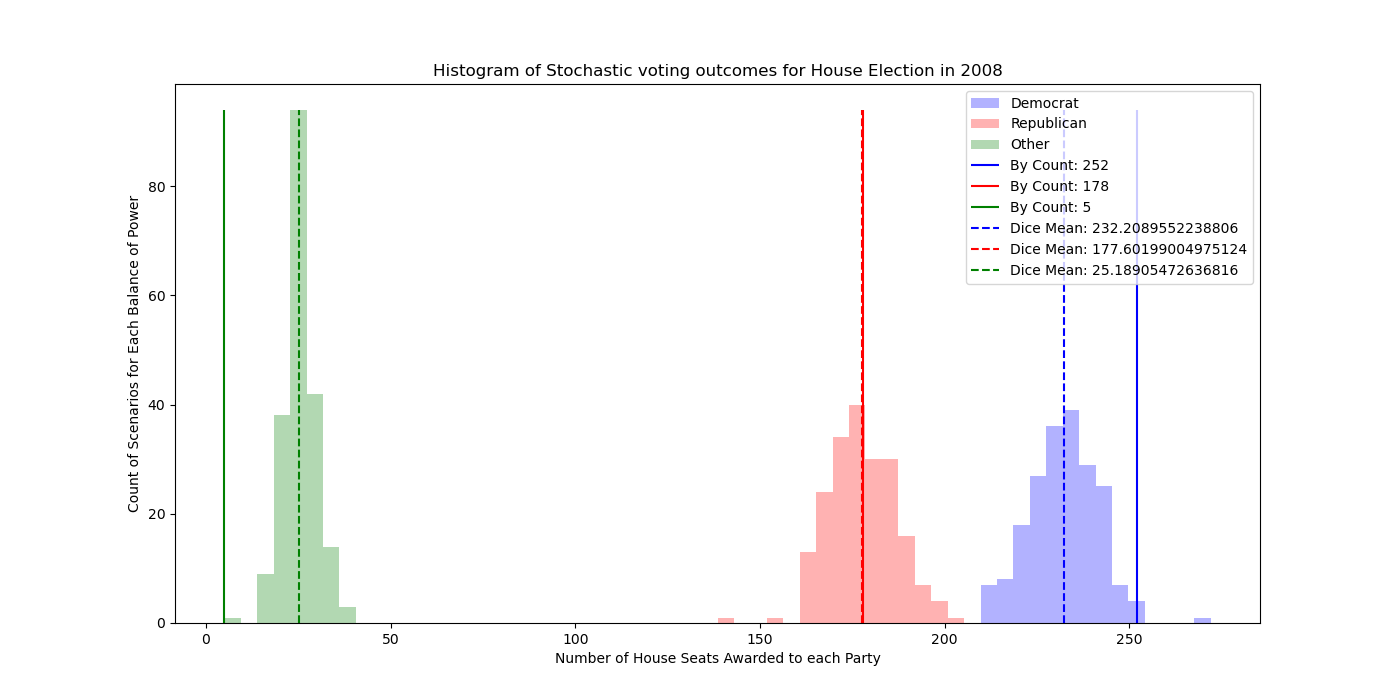 Histogram of Stochastic voting outcomes for House Election in 2008
Democrat
Republican
Other
By Count: 252
By Count: 178
By Count: 5
Dice Mean: 232.2089552238806
Dice Mean: 177.60199004975124
Dice Mean: 25.18905472636816
Count of Scenarios for Each Balance of Power
80
60
40
20
0
0 50 100 150 200 250
Number of House Seats Awarded to each Party